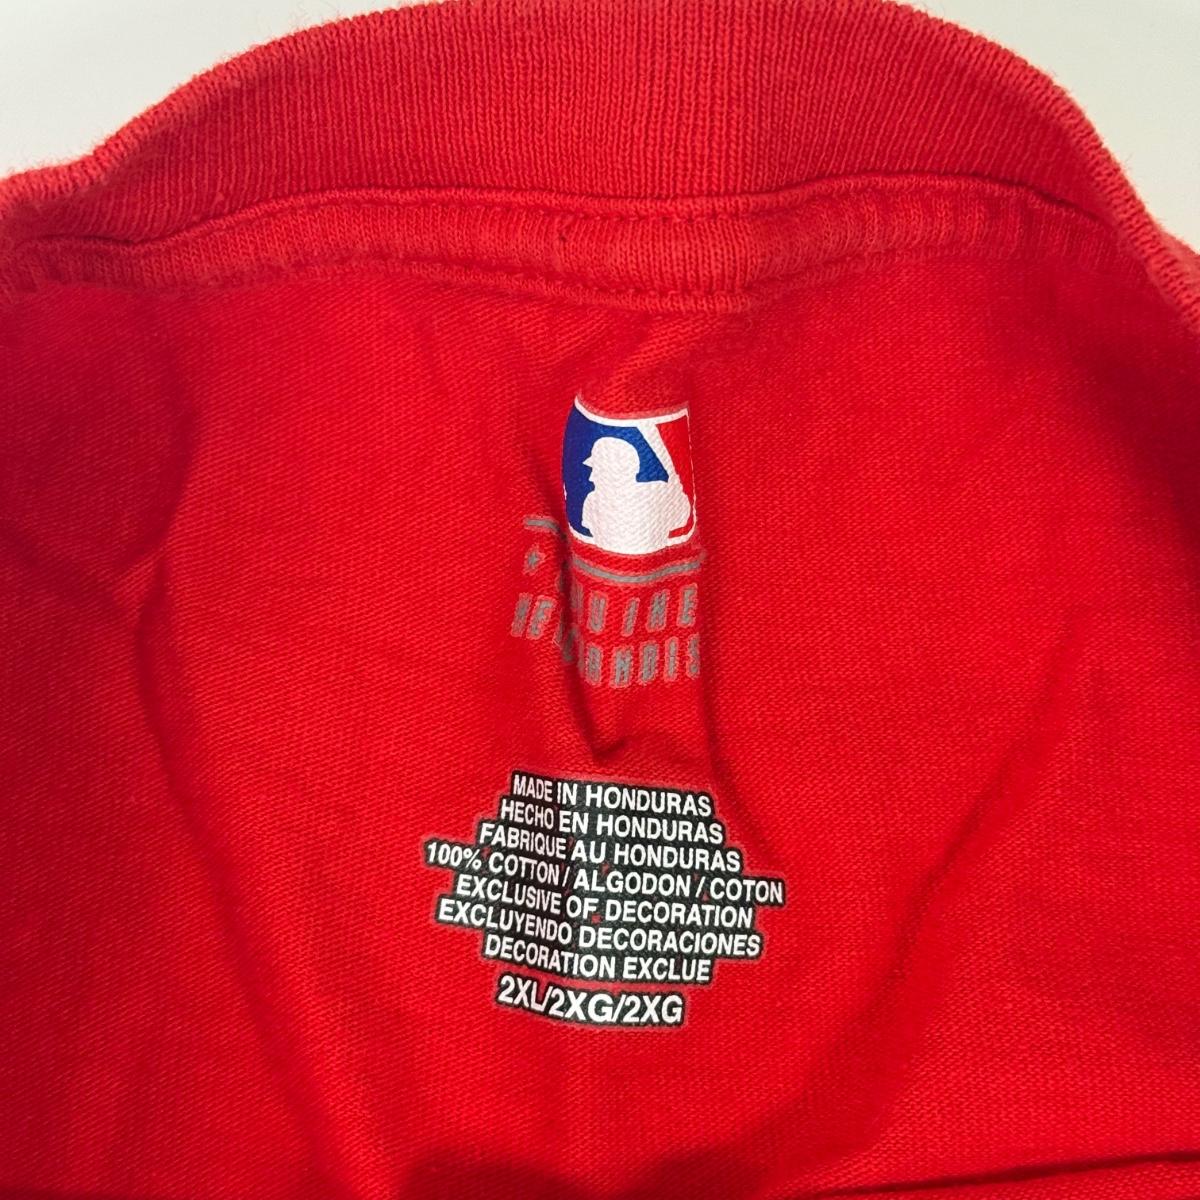 MADE IN HONDURAS
HECHO EN HONDURAS
FABRIQUE AU HONDURAS
100% COTTON / ALGODON / COTON
EXCLUSIVE OF DECORATION
EXCLUYENDO DECORACIONES
DECORATION EXCLUE
2XL/2XG/2XG